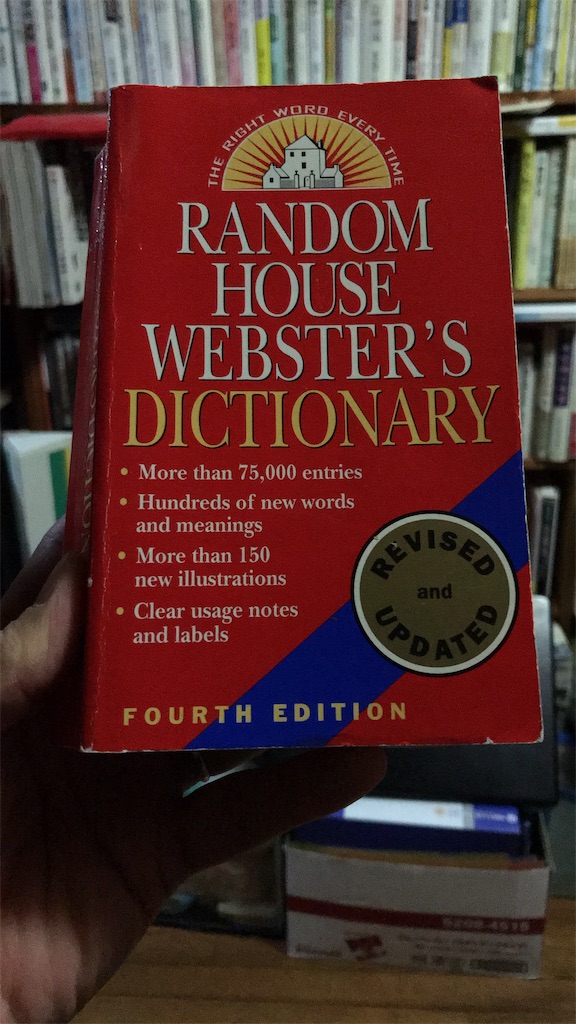 THE RIGHT WORD EVERY TIME
RANDOM
HOUSE
WEBSTER'S
DICTIONARY
• More than 75,000 entries
• Hundreds of new words
and meanings
• More than 150
new illustrations
• Clear usage notes
and labels
REVISED
and
UPDATED
FOURTH EDITION